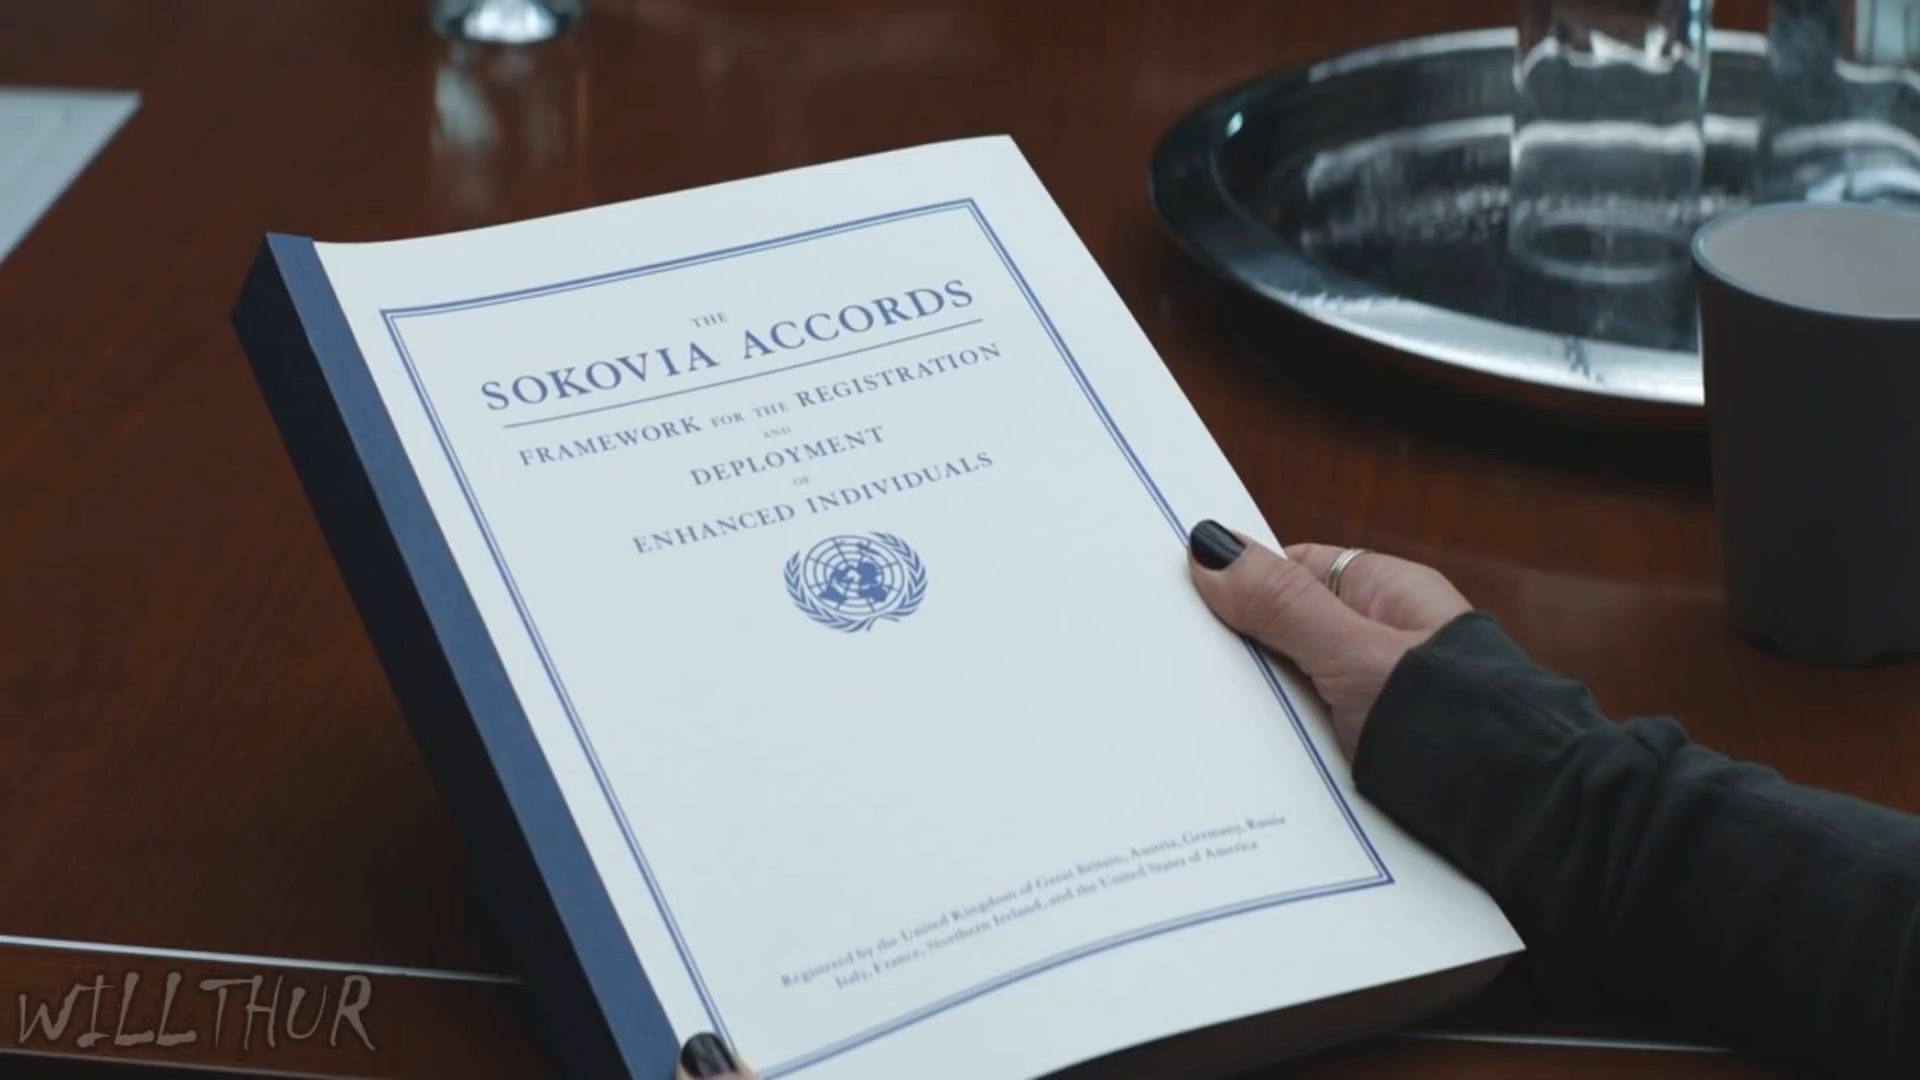 THE
SOKOVIA ACCORDS
FRAMEWORK FOR THE REGISTRATION
AND
DEPLOYMENT
OF
ENHANCED INDIVIDUALS
Registered by the United Kingdom of Great Britain, Austria, Germany, Russia
Italy, France, Northern Ireland, and the United States of America
WILLTHUR